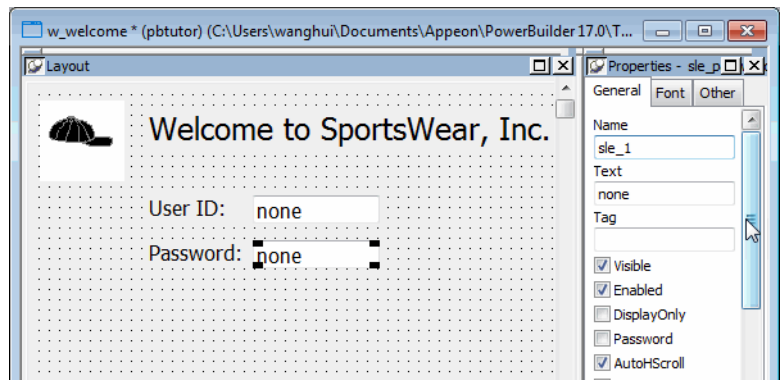 w_welcome * (pbtutor) (C:\Users\wanghui\Documents\Appeon\PowerBuilder 17.0\T...
Layout
Properties - sle_p
General Font Other
Welcome to SportsWear, Inc.
User ID: none
Password: none
Name
sle_1
Text
none
Tag
Visible
Enabled
DisplayOnly
Password
AutoHScroll